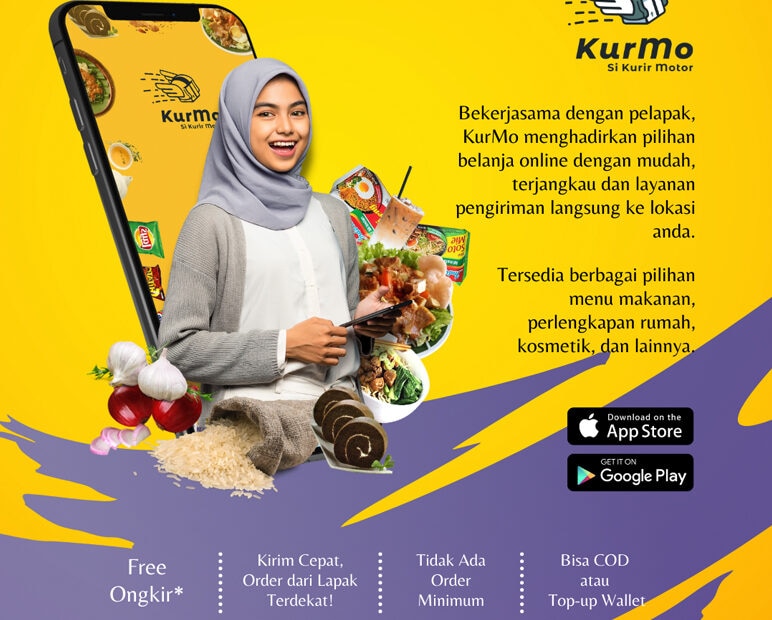 KurMo
Si Kurir Motor
KurMo
Si Kurir Mo
Bekerjasama dengan pelapak,
KurMo menghadirkan pilihan
belanja online dengan mudah,
terjangkau dan layanan
pengiriman langsung ke lokasi
anda.
Tersedia berbagai pilihan
menu makanan,
perlengkapan rumah,
kosmetik, dan lainnya.
Soto
Mie
Download on the
App Store
GET IT ON
Google Play
Free
Ongkir*
Kirim Cepat,
Order dari Lapak
Terdekat!
Tidak Ada
Order
Minimum
Bisa COD
atau
Top-up Wallet